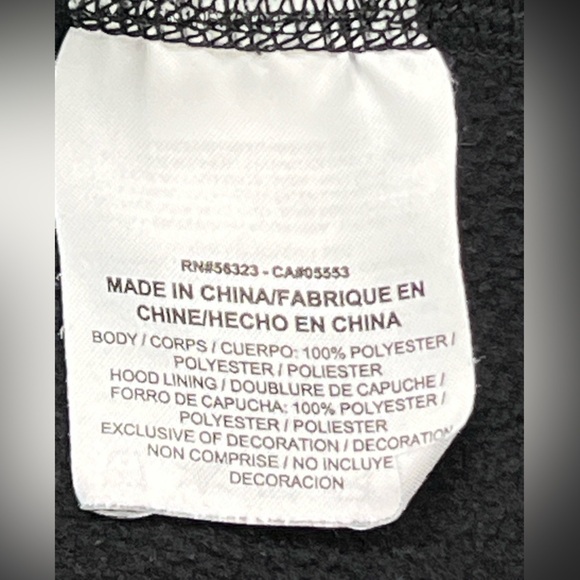 RN#56323 - CA#05553
MADE IN CHINA/FABRIQUE EN
CHINE/HECHO EN CHINA
BODY / CORPS / CUERPO: 100% POLYESTER /
POLYESTER / POLIESTER
HOOD LINING / DOUBLURE DE CAPUCHE /
FORRO DE CAPUCHA: 100% POLYESTER /
POLYESTER / POLIESTER
EXCLUSIVE OF DECORATION / DECORATION
NON COMPRISE / NO INCLUYE
DECORACION